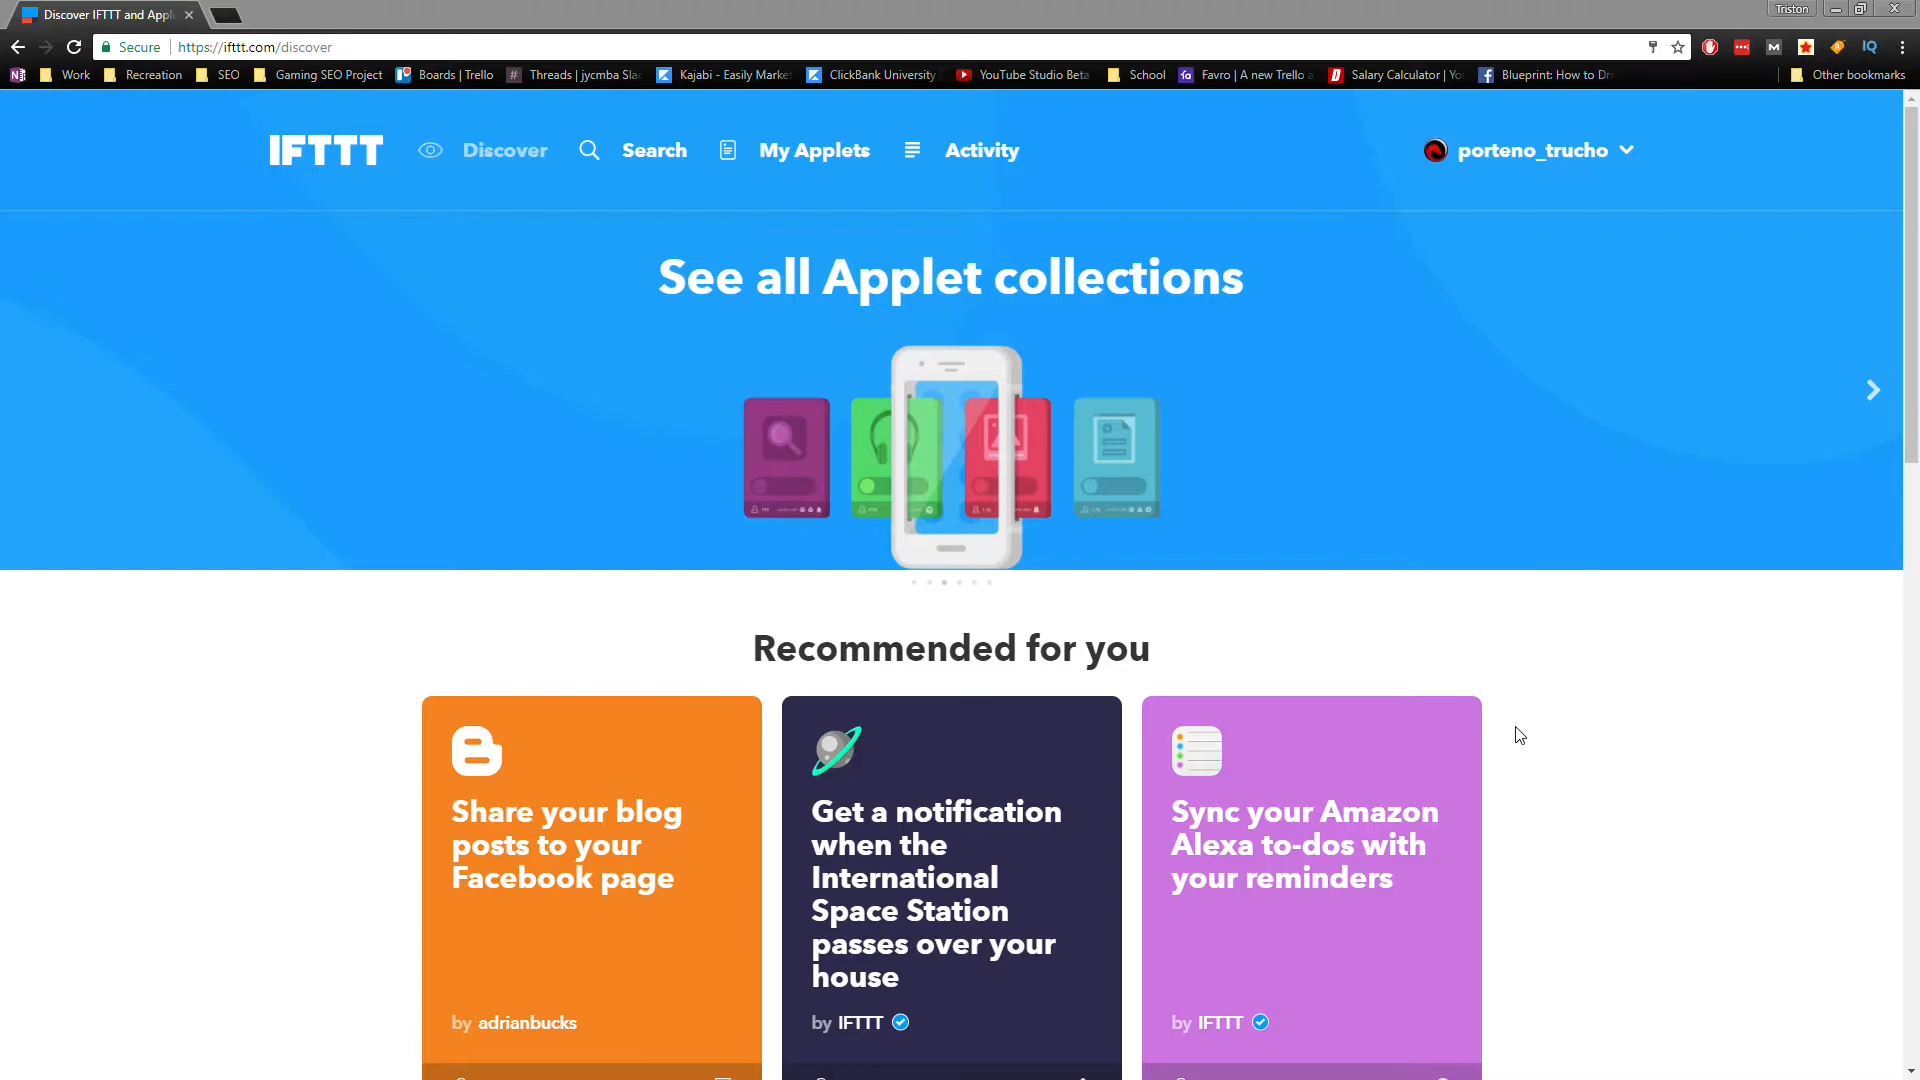 Discover IFTTT and Appl
Triston
Secure
https://ifttt.com/discover
Work
Recreation
SEO
Gaming SEO Project
Boards | Trello
Threads | jycmba Sla
Kajabi - Easily Marke
ClickBank University
YouTube Studio Beta
School
Favro | A new Trello a
Salary Calculator | Yo
Blueprint: How to Dr
Other bookmarks
IFTTT
Discover
Search
My Applets
Activity
porteno_trucho
See all Applet collections
Recommended for you
Share your blog
posts to your
Facebook page
by adrianbucks
Get a notification
when the
International
Space Station
passes over your
house
by IFTTT
Sync your Amazon
Alexa to-dos with
your reminders
by IFTTT